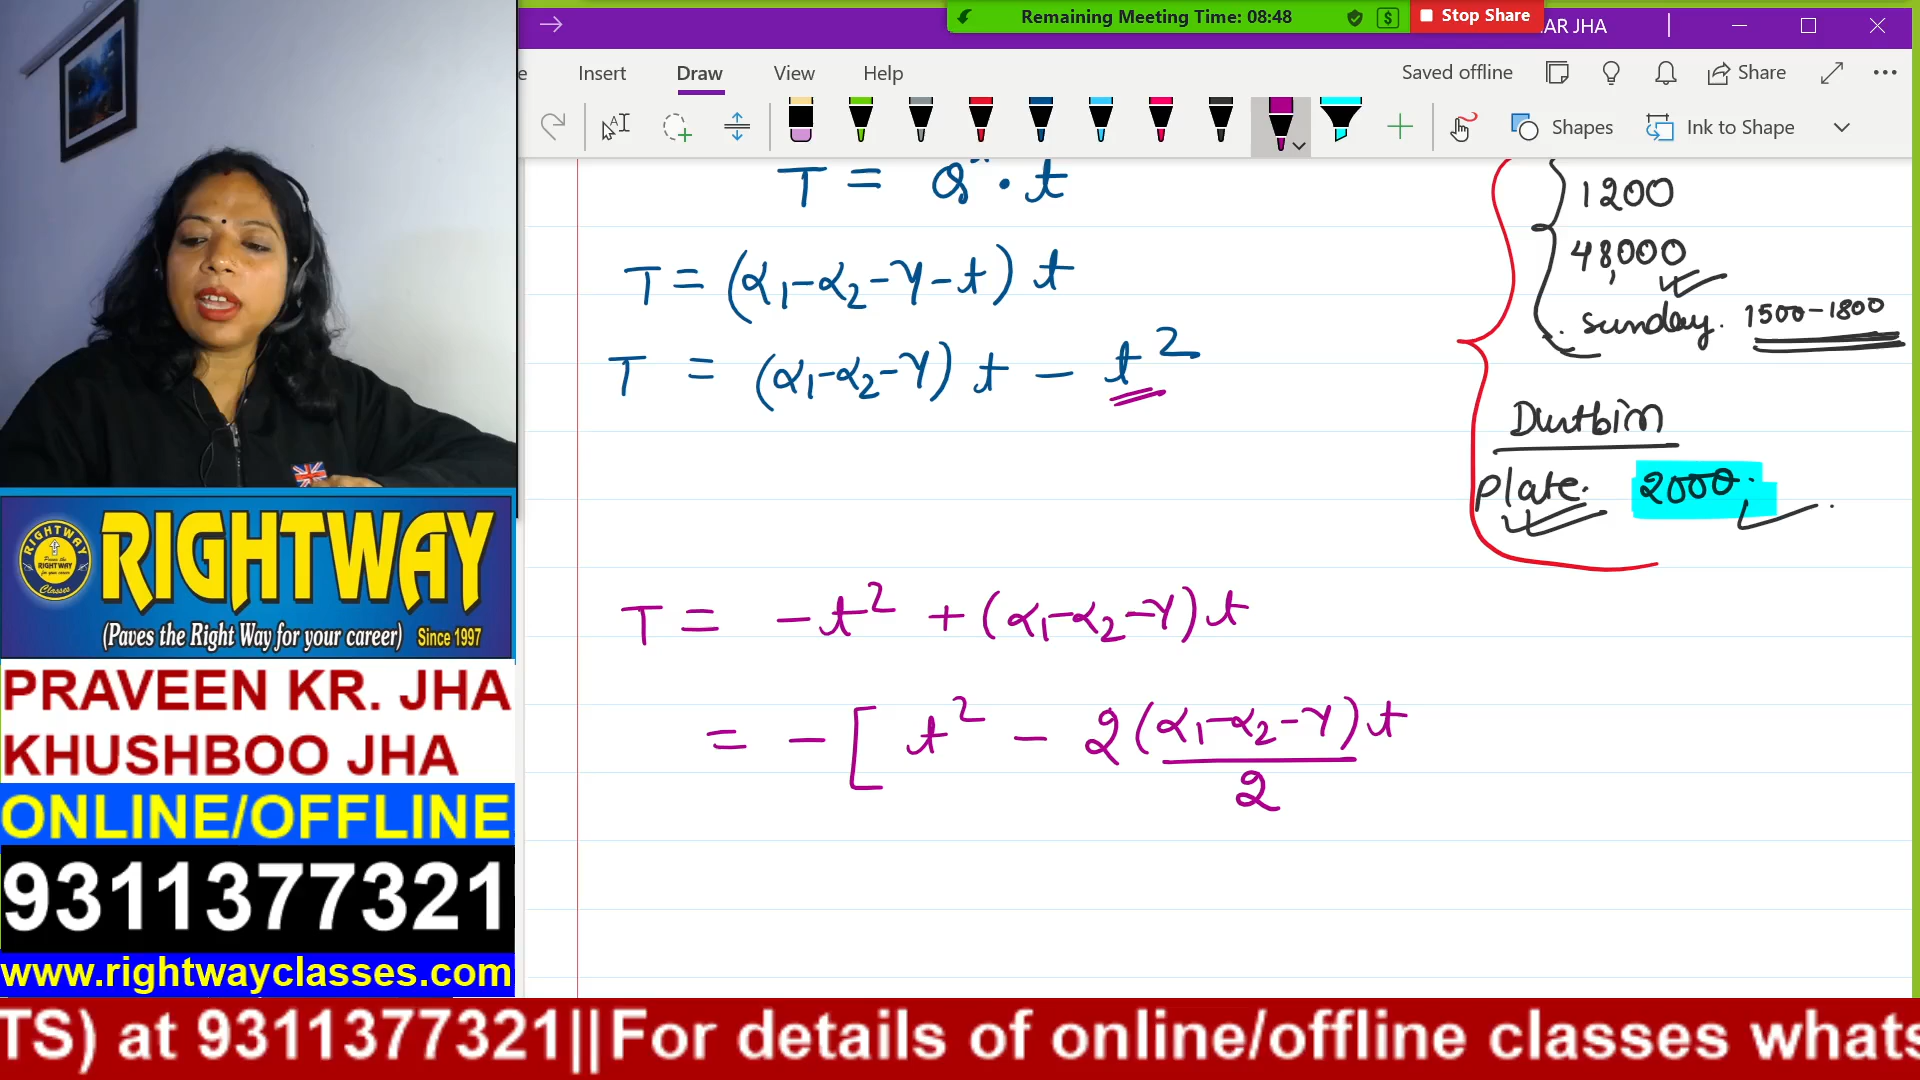 Remaining Meeting Time: 08:48
Stop Share
AR JHA
e Insert Draw View Help
Saved offline
Share
Shapes
Ink to Shape
T = · t
T = (α₁-α₂-γ-t) t
T = (α₁-α₂-γ) t - t²
T = -t² + (α₁-α₂-γ)t
= - [ t² - 2(α₁-α₂-γ)t
2
1200
48,000
sunday. 1500-1800
plate. 2000
RIGHTWAY
(Paves the Right Way for your career) Since 1997
PRAVEEN KR. JHA
KHUSHBOO JHA
ONLINE/OFFLINE
9311377321
www.rightwayclasses.com
TS) at 9311377321||For details of online/offline classes whats